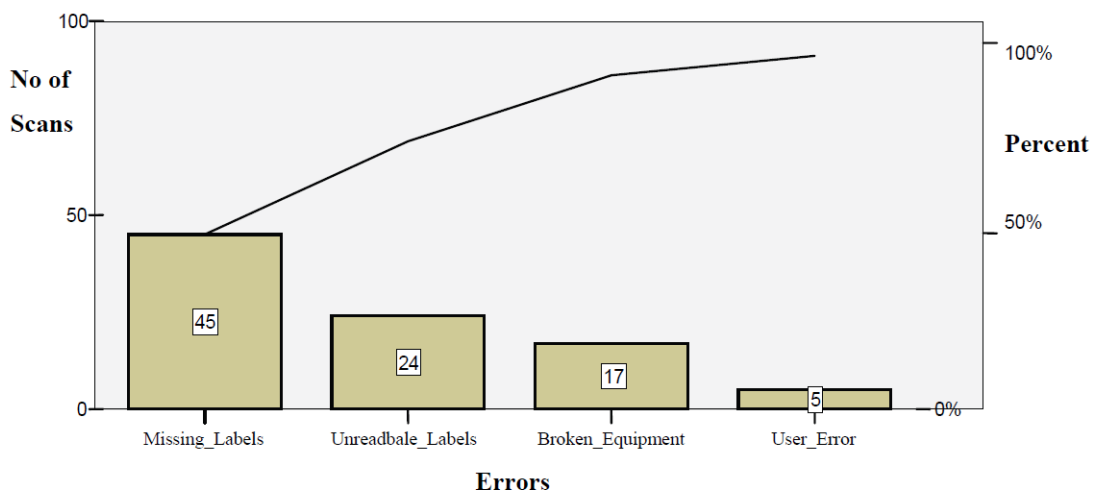 100
No of
Scans
50
0
100%
Percent
50%
0%
45
24
17
5
Missing_Labels
Unreadbale_Labels
Broken_Equipment
User_Error
Errors